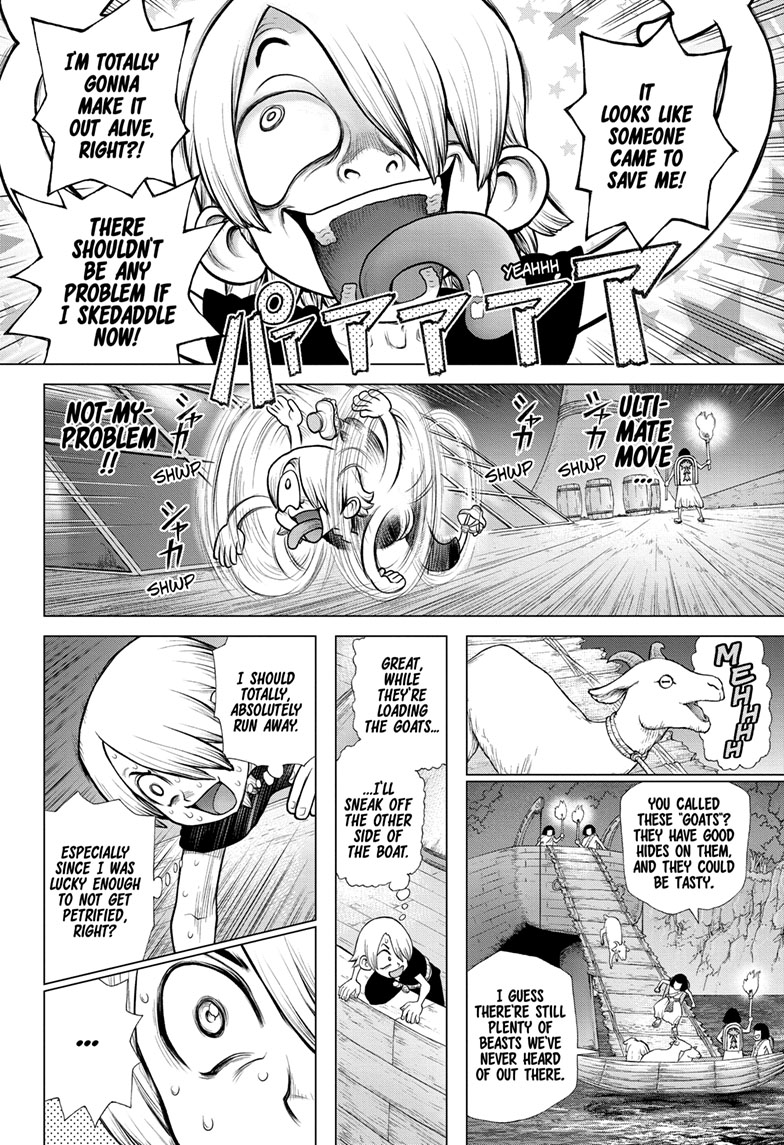 IT
LOOKS LIKE
SOMEONE
CAME TO
SAVE ME!
I'M TOTALLY
GONNA
MAKE IT
OUT ALIVE,
RIGHT?!
THERE
SHOULDN'T
BE ANY
PROBLEM IF
I SKEDADDLE
NOW!
YEAHHH
パァアアアア
ULTI-
MATE
MOVE
....
シャカ
SHWP
シャカ
SHWP
シャカ
SHWP
シャカ
SHWP
NOT-MY-
PROBLEM
!!
MEHHHH
YOU CALLED
THESE "GOATS"?
THEY HAVE GOOD
HIDES ON THEM,
AND THEY COULD
BE TASTY.
I GUESS
THERE'RE STILL
PLENTY OF
BEASTS WE'VE
NEVER HEARD
OF OUT THERE.
GREAT,
WHILE
THEY'RE
LOADING
THE GOATS...
...I'LL
SNEAK OFF
THE OTHER
SIDE OF
THE BOAT.
I SHOULD
TOTALLY,
ABSOLUTELY
RUN AWAY.
ESPECIALLY
SINCE I WAS
LUCKY ENOUGH
TO NOT GET
PETRIFIED,
RIGHT?
...